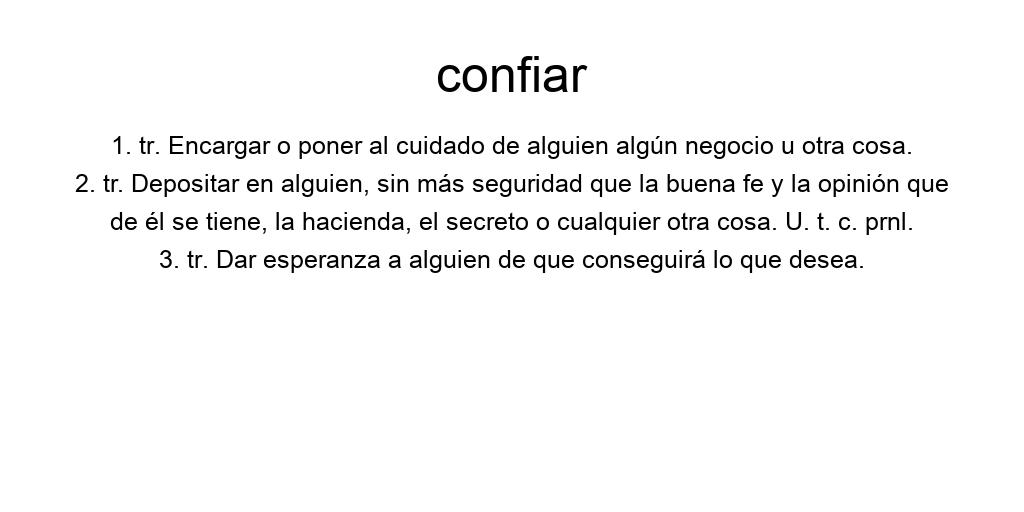 confiar
1. tr. Encargar o poner al cuidado de alguien algún negocio u otra cosa.
2. tr. Depositar en alguien, sin más seguridad que la buena fe y la opinión que
de él se tiene, la hacienda, el secreto o cualquier otra cosa. U. t. c. prnl.
3. tr. Dar esperanza a alguien de que conseguirá lo que desea.